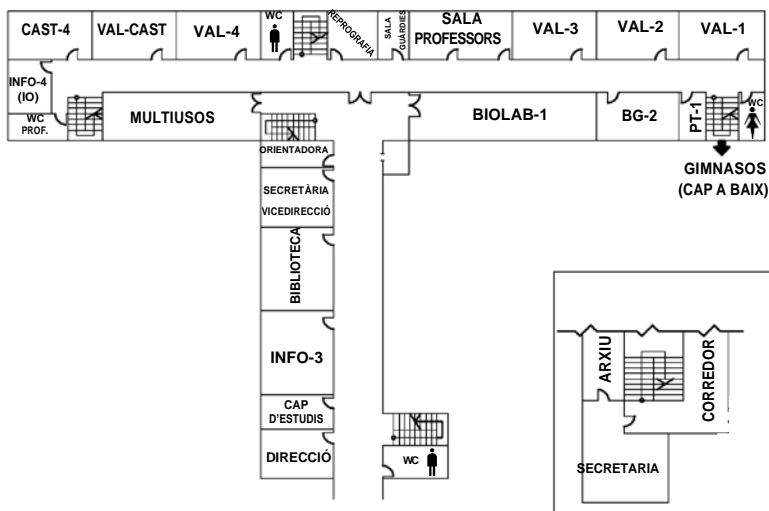 CAST-4
VAL-CAST
VAL-4
WC
REPROGRAFIA
SALA
GUÀRDIES
SALA
PROFESSORS
VAL-3
VAL-2
VAL-1
INFO-4
(IO)
WC
PROF.
MULTIUSOS
BIOLAB-1
BG-2
PT-1
WC
ORIENTADORA
GIMNASOS
(CAP A BAIX)
SECRETÀRIA
VICEDIRECCIÓ
BIBLIOTECA
INFO-3
CAP
D'ESTUDIS
DIRECCIÓ
WC
ARXIU
CORREDOR
SECRETARIA